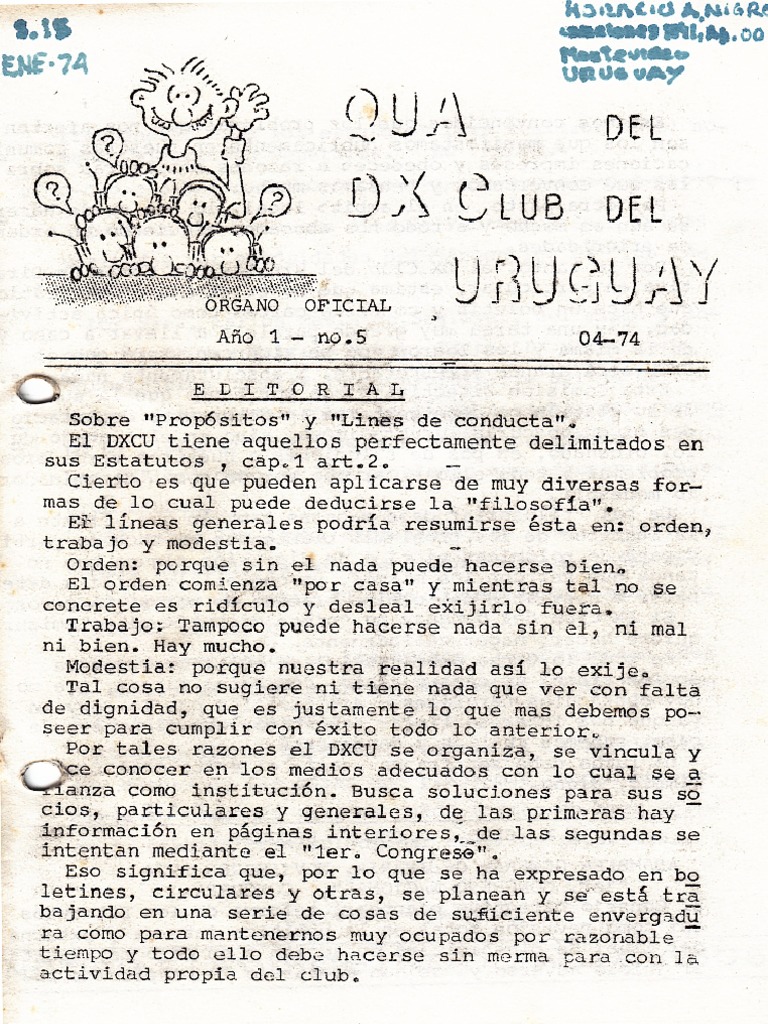 3.15
ENE-74
HORACIO A. NIGRO
Montevideo
URUGUAY
? ? ?
QUA DEL
DX CLUB DEL
URUGUAY
ORGANO OFICIAL
Año 1 - no.5 04-74
EDITORIAL
Sobre "Propósitos" y "Lines de conducta".
El DXCU tiene aquellos perfectamente delimitados en
sus Estatutos , cap.1 art.2. -
Cierto es que pueden aplicarse de muy diversas for-
mas de lo cual puede deducirse la "filosofía".
En líneas generales podría resumirse ésta en: orden,
trabajo y modestia. -
Orden: porque sin el nada puede hacerse bien.
El orden comienza "por casa" y mientras tal no se
concrete es ridículo y desleal exijirlo fuera.
Trabajo: Tampoco puede hacerse nada sin el, ni mal
ni bien. Hay mucho.
Modestia: porque nuestra realidad así lo exije.
Tal cosa no sugiere ni tiene nada que ver con falta
de dignidad, que es justamente lo que mas debemos po-
seer para cumplir con éxito todo lo anterior.
Por tales razones el DXCU se organiza, se vincula y
ce conocer en los medios adecuados con lo cual se a
fianza como institución. Busca soluciones para sus so
cios, particulares y generales, de las primeras hay
información en páginas interiores, de las segundas se
intentan mediante el "1er. Congreso".
Eso significa que, por lo que se ha expresado en bo
letines, circulares y otras, se planean y se está tra
bajando en una serie de cosas de suficiente envergadu
ra como para mantenernos muy ocupados por razonable
tiempo y todo ello debe hacerse sin merma para con la
actividad propia del club.